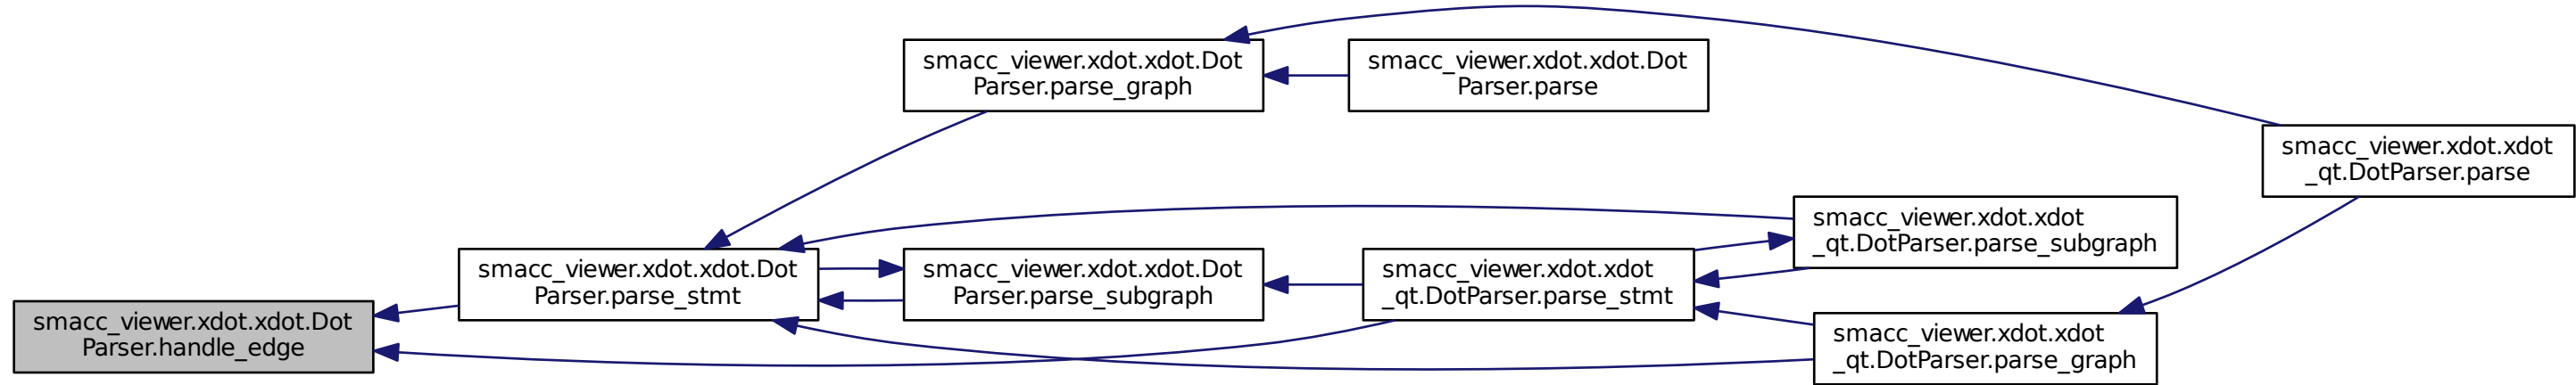 smacc_viewer.xdot.xdot.Dot
Parser.parse_graph
smacc_viewer.xdot.xdot.Dot
Parser.parse
smacc_viewer.xdot.xdot
_qt.DotParser.parse
smacc_viewer.xdot.xdot
_qt.DotParser.parse_subgraph
smacc_viewer.xdot.xdot.Dot
Parser.parse_stmt
smacc_viewer.xdot.xdot.Dot
Parser.parse_subgraph
smacc_viewer.xdot.xdot
_qt.DotParser.parse_stmt
smacc_viewer.xdot.xdot.Dot
Parser.handle_edge
smacc_viewer.xdot.xdot
_qt.DotParser.parse_graph